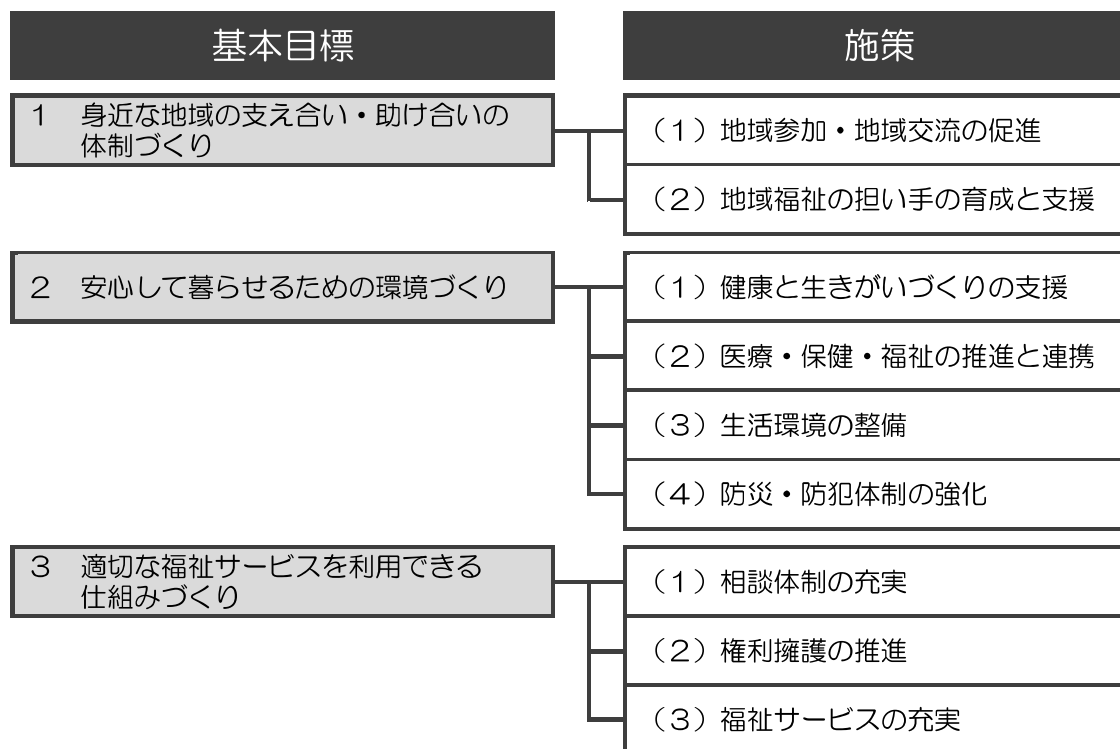 基本目標
施策
1 身近な地域の支え合い・助け合いの
体制づくり
（1）地域参加・地域交流の促進
（2）地域福祉の担い手の育成と支援
2 安心して暮らせるための環境づくり
（1）健康と生きがいづくりの支援
（2）医療・保健・福祉の推進と連携
（3）生活環境の整備
（4）防災・防犯体制の強化
3 適切な福祉サービスを利用できる
仕組みづくり
（1）相談体制の充実
（2）権利擁護の推進
（3）福祉サービスの充実